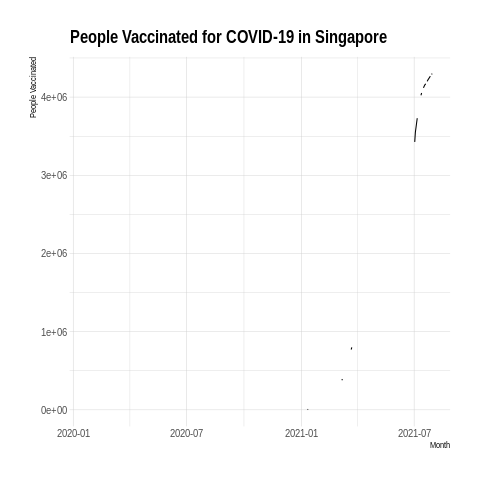 People Vaccinated for COVID-19 in Singapore
People Vaccinated
4e+06
3e+06
2e+06
1e+06
0e+00
2020-01
2020-07
2021-01
2021-07
Month